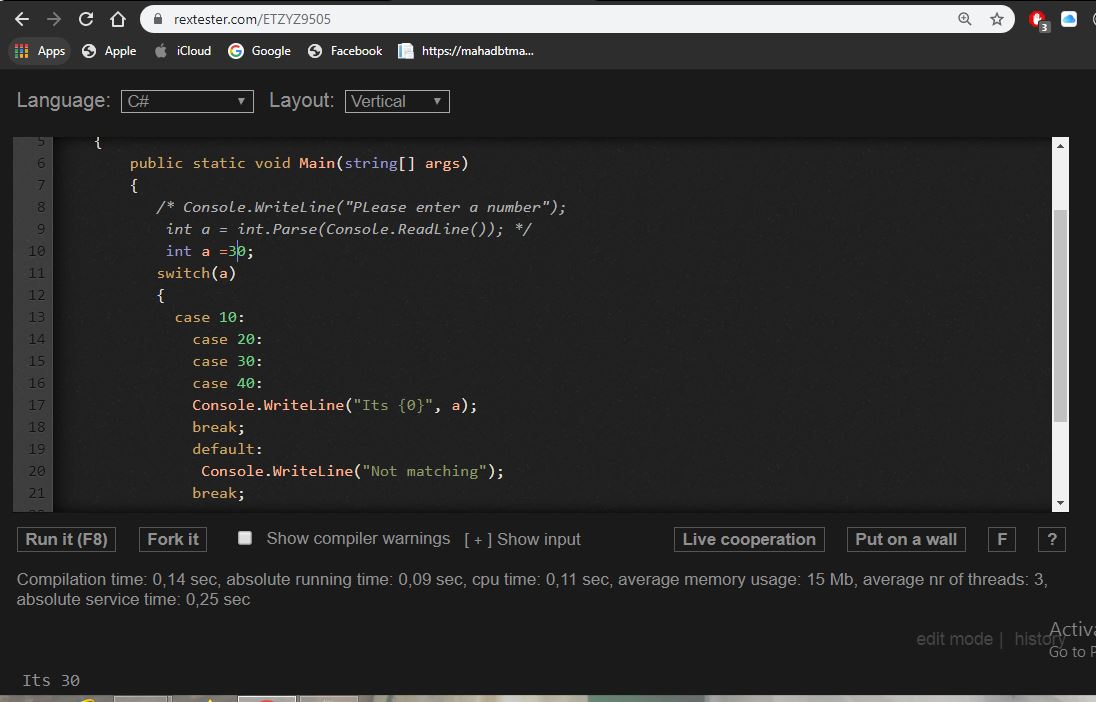 rextester.com/ETZYZ9505
3
Apps Apple iCloud Google Facebook https://mahadbtma...
Language: C# Layout: Vertical
5 {
6 public static void Main(string[] args)
7 {
8 /* Console.WriteLine("PLease enter a number");
9 int a = int.Parse(Console.ReadLine()); */
10 int a =30;
11 switch(a)
12 {
13 case 10:
14 case 20:
15 case 30:
16 case 40:
17 Console.WriteLine("Its {0}", a);
18 break;
19 default:
20 Console.WriteLine("Not matching");
21 break;
Run it (F8) Fork it Show compiler warnings [ + ] Show input Live cooperation Put on a wall F ?
Compilation time: 0,14 sec, absolute running time: 0,09 sec, cpu time: 0,11 sec, average memory usage: 15 Mb, average nr of threads: 3,
absolute service time: 0,25 sec
edit mode | history
Activa
Go to P
Its 30